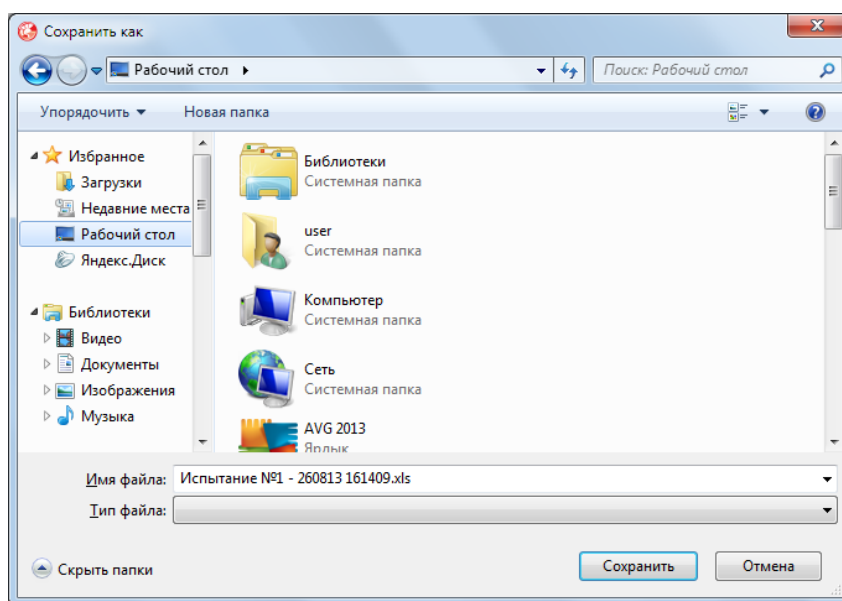 Сохранить как
Рабочий стол
Поиск: Рабочий стол
Упорядочить
Новая папка
Избранное
Загрузки
Недавние места
Рабочий стол
Яндекс.Диск
Библиотеки
Видео
Документы
Изображения
Музыка
Библиотеки
Системная папка
user
Системная папка
Компьютер
Системная папка
Сеть
Системная папка
AVG 2013
Ярлык
Имя файла: Испытание №1 - 260813 161409.xls
Тип файла:
Скрыть папки
Сохранить
Отмена